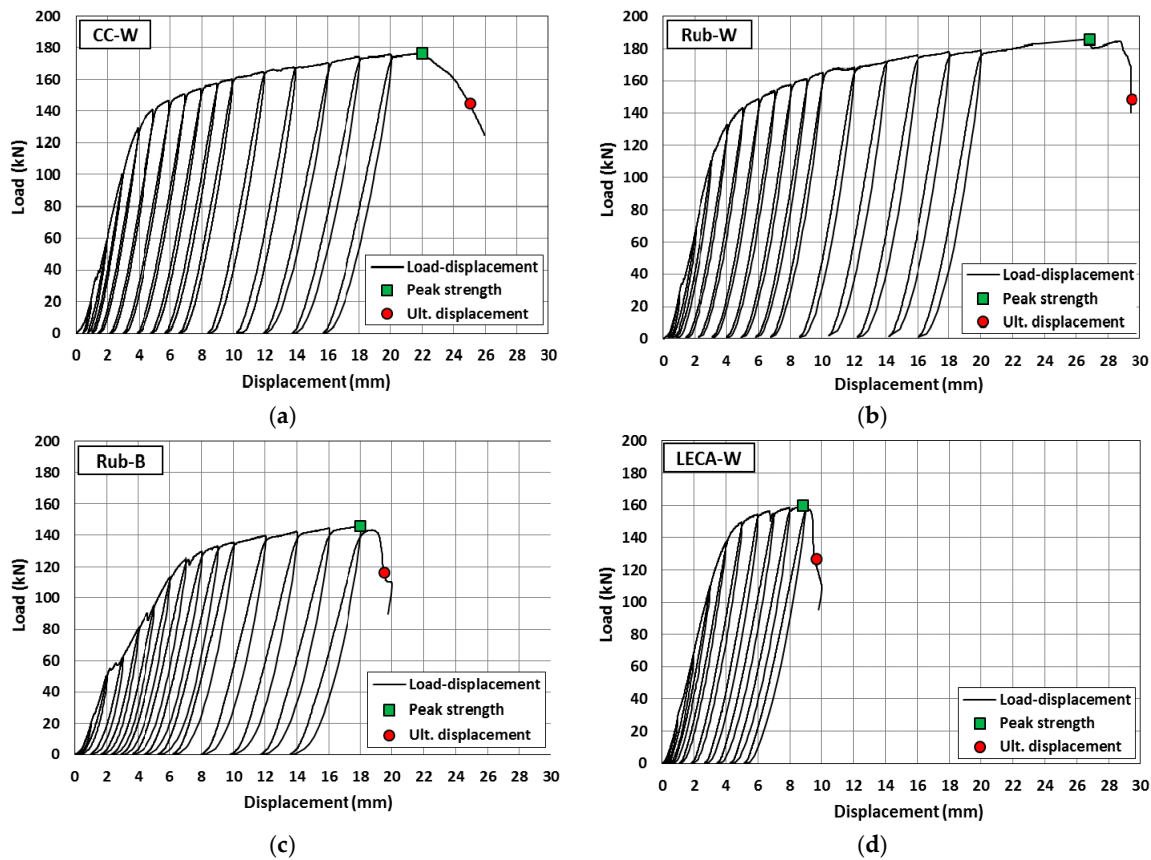 CC-W
200
180
160
140
120
100
80
60
40
20
0
Load (kN)
Load-displacement
Peak strength
Ult. displacement
0 2 4 6 8 10 12 14 16 18 20 22 24 26 28 30
Displacement (mm)
(a)
Rub-W
200
180
160
140
120
100
80
60
40
20
0
Load (kN)
Load-displacement
Peak strength
Ult. displacement
0 2 4 6 8 10 12 14 16 18 20 22 24 26 28 30
Displacement (mm)
(b)
Rub-B
200
180
160
140
120
100
80
60
40
20
0
Load (kN)
Load-displacement
Peak strength
Ult. displacement
0 2 4 6 8 10 12 14 16 18 20 22 24 26 28 30
Displacement (mm)
(c)
LECA-W
200
180
160
140
120
100
80
60
40
20
0
Load (kN)
Load-displacement
Peak strength
Ult. displacement
0 2 4 6 8 10 12 14 16 18 20 22 24 26 28 30
Displacement (mm)
(d)